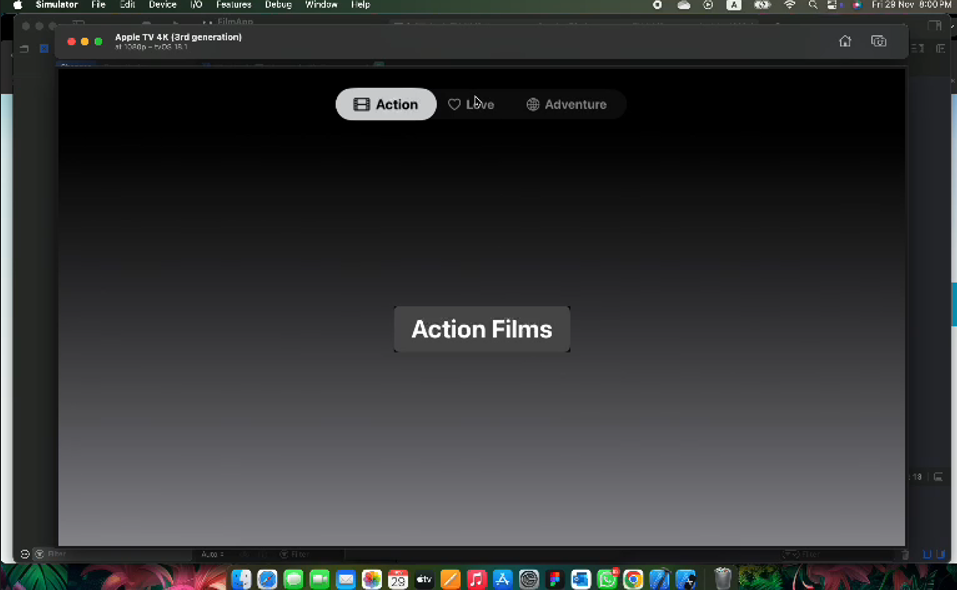 Simulator File Edit Device I/O Features Debug Window Help A Fri 29 Nov 8:00 PM
FilmApp
Apple TV 4K (3rd generation)
at 1080p – tvOS 18.1
Action Love Adventure
Action Films
Filter Auto Filter Filter
29 tv